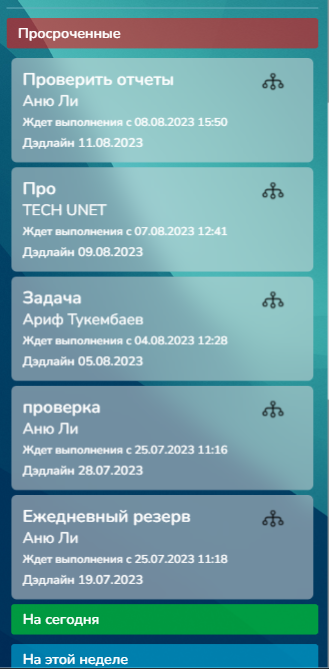 Просроченные
Проверить отчеты
Аню Ли
Ждет выполнения с 08.08.2023 15:50
Дэдлайн 11.08.2023
Про
TECH UNET
Ждет выполнения с 07.08.2023 12:41
Дэдлайн 09.08.2023
Задача
Ариф Тукембаев
Ждет выполнения с 04.08.2023 12:28
Дэдлайн 05.08.2023
проверка
Аню Ли
Ждет выполнения с 25.07.2023 11:16
Дэдлайн 28.07.2023
Ежедневный резерв
Аню Ли
Ждет выполнения с 25.07.2023 11:18
Дэдлайн 19.07.2023
На сегодня
На этой неделе